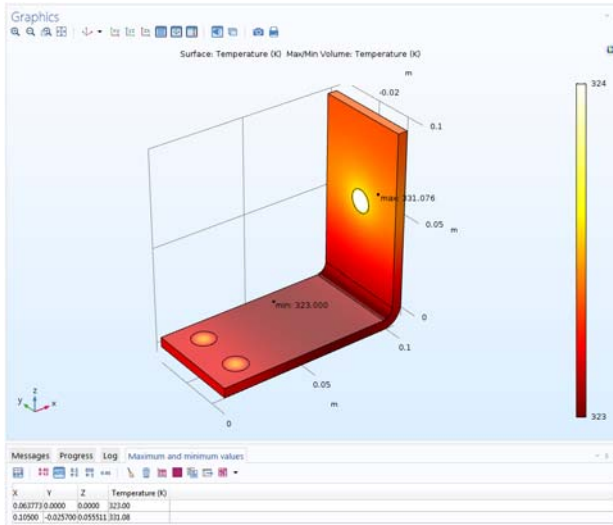 Graphics
Surface: Temperature (K) Max/Min Volume: Temperature (K)
m
-0.02
0.1
324
max: 331.076
0.05
m
min: 323.000
0
0.1
0.05
m
0
323
z
y
x
Messages Progress Log Maximum and minimum values
X Y Z Temperature (K)
0.063773 0.0000 0.0000 323.00
0.10500 -0.025700 0.055511 331.08